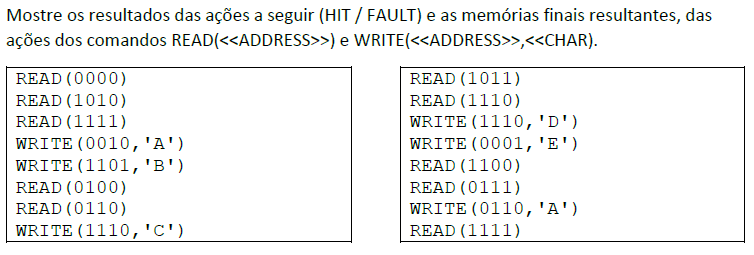 Mostre os resultados das ações a seguir (HIT / FAULT) e as memórias finais resultantes, das
ações dos comandos READ(<<ADDRESS>>) e WRITE(<<ADDRESS>>,<<CHAR).
READ(0000)
READ(1010)
READ(1111)
WRITE(0010,'A')
WRITE(1101,'B')
READ(0100)
READ(0110)
WRITE(1110,'C')
READ(1011)
READ(1110)
WRITE(1110,'D')
WRITE(0001,'E')
READ(1100)
READ(0111)
WRITE(0110,'A')
READ(1111)